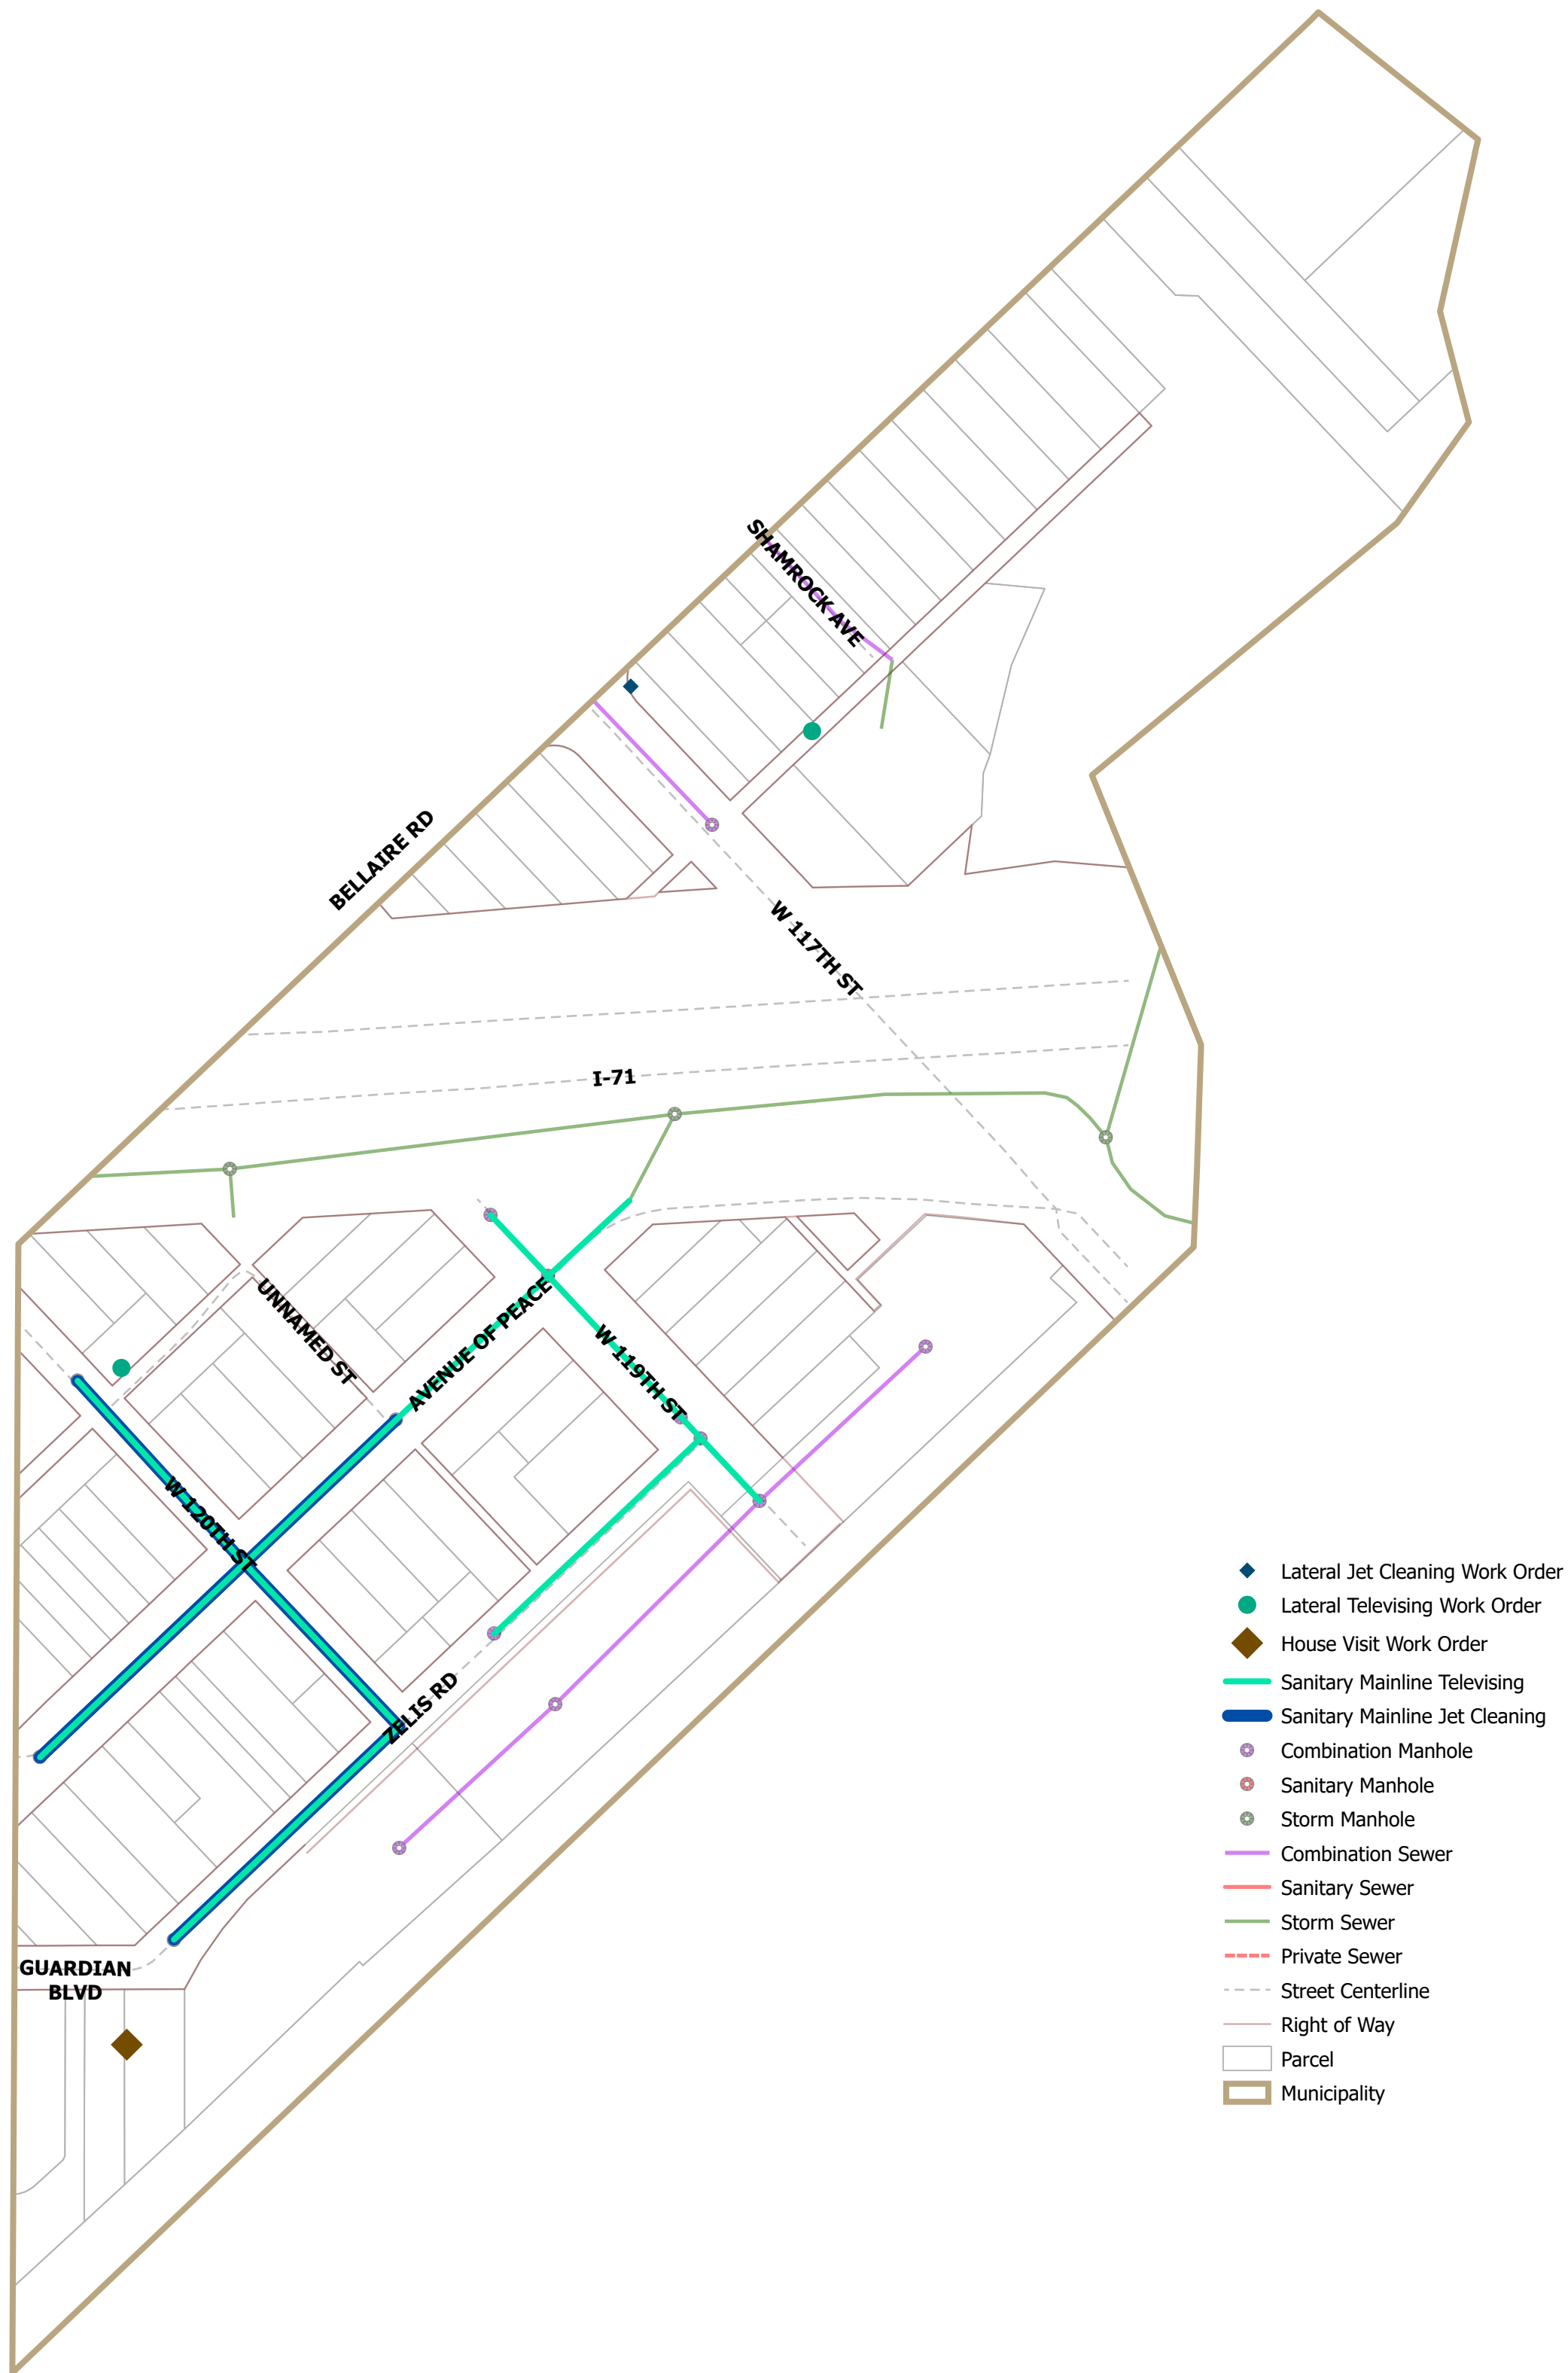 SHAMROCK AVE
BELLAIRE RD
W 117TH ST
I-71
UNNAMED ST
AVENUE OF PEACE
W 119TH ST
W 120TH ST
ZELIS RD
GUARDIAN
BLVD
Lateral Jet Cleaning Work Order
Lateral Televising Work Order
House Visit Work Order
Sanitary Mainline Televising
Sanitary Mainline Jet Cleaning
Combination Manhole
Sanitary Manhole
Storm Manhole
Combination Sewer
Sanitary Sewer
Storm Sewer
Private Sewer
Street Centerline
Right of Way
Parcel
Municipality